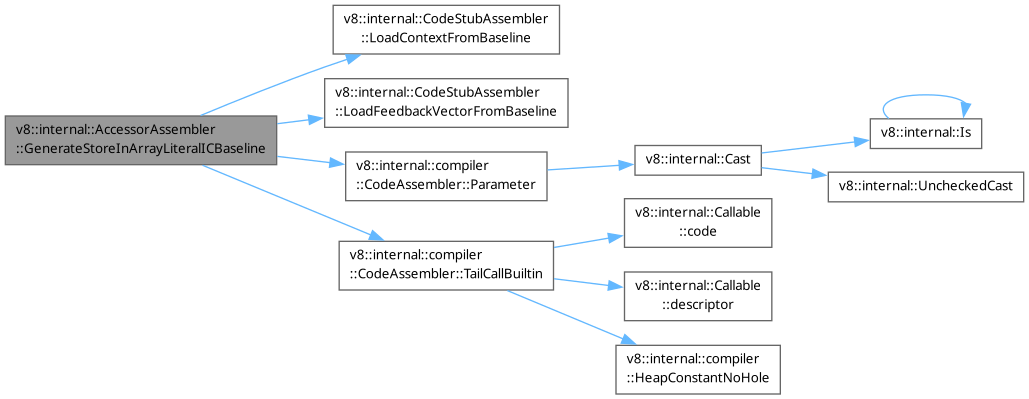 v8::internal::CodeStubAssembler
::LoadContextFromBaseline
v8::internal::CodeStubAssembler
::LoadFeedbackVectorFromBaseline
v8::internal::AccessorAssembler
::GenerateStoreInArrayLiteralICBaseline
v8::internal::compiler
::CodeAssembler::Parameter
v8::internal::Cast
v8::internal::Is
v8::internal::UncheckedCast
v8::internal::compiler
::CodeAssembler::TailCallBuiltin
v8::internal::Callable
::code
v8::internal::Callable
::descriptor
v8::internal::compiler
::HeapConstantNoHole